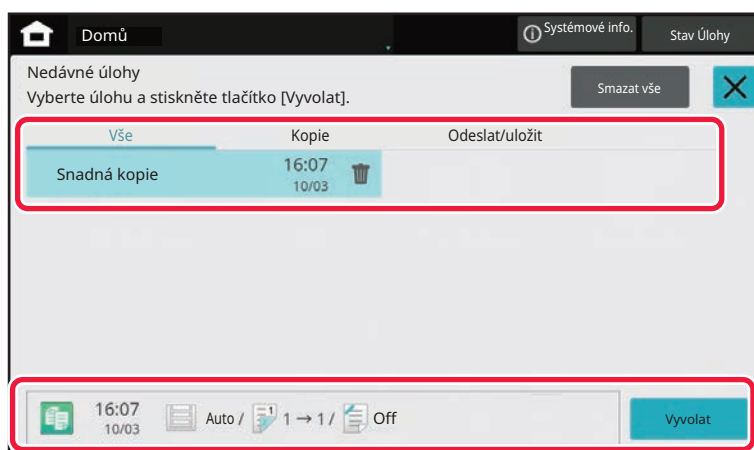 Domů
Systémové info.
Stav Úlohy
Nedávné úlohy
Vyberte úlohu a stiskněte tlačítko [Vyvolat].
Smazat vše
Vše Kopie Odeslat/uložit
Snadná kopie 16:07
10/03
16:07
10/03
Auto / 1 1 → 1 / Off
Vyvolat